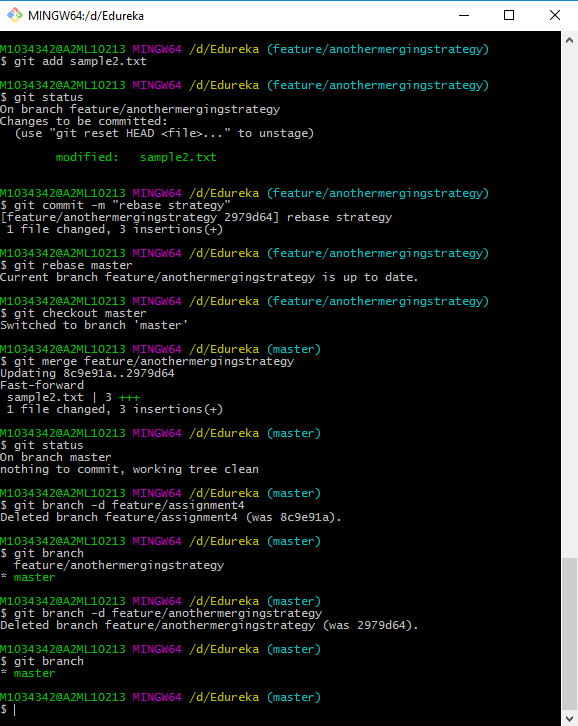 MINGW64:/d/Edureka
M1034342@A2ML10213 MINGW64 /d/Edureka (feature/anothermergingstrategy)
$ git add sample2.txt
M1034342@A2ML10213 MINGW64 /d/Edureka (feature/anothermergingstrategy)
$ git status
On branch feature/anothermergingstrategy
Changes to be committed:
  (use "git reset HEAD <file>..." to unstage)
        modified:   sample2.txt
M1034342@A2ML10213 MINGW64 /d/Edureka (feature/anothermergingstrategy)
$ git commit -m "rebase strategy"
[feature/anothermergingstrategy 2979d64] rebase strategy
 1 file changed, 3 insertions(+)
M1034342@A2ML10213 MINGW64 /d/Edureka (feature/anothermergingstrategy)
$ git rebase master
Current branch feature/anothermergingstrategy is up to date.
M1034342@A2ML10213 MINGW64 /d/Edureka (feature/anothermergingstrategy)
$ git checkout master
Switched to branch 'master'
M1034342@A2ML10213 MINGW64 /d/Edureka (master)
$ git merge feature/anothermergingstrategy
Updating 8c9e91a..2979d64
Fast-forward
 sample2.txt | 3 +++
 1 file changed, 3 insertions(+)
M1034342@A2ML10213 MINGW64 /d/Edureka (master)
$ git status
On branch master
nothing to commit, working tree clean
M1034342@A2ML10213 MINGW64 /d/Edureka (master)
$ git branch -d feature/assignment4
Deleted branch feature/assignment4 (was 8c9e91a).
M1034342@A2ML10213 MINGW64 /d/Edureka (master)
$ git branch
  feature/anothermergingstrategy
* master
M1034342@A2ML10213 MINGW64 /d/Edureka (master)
$ git branch -d feature/anothermergingstrategy
Deleted branch feature/anothermergingstrategy (was 2979d64).
M1034342@A2ML10213 MINGW64 /d/Edureka (master)
$ git branch
* master
M1034342@A2ML10213 MINGW64 /d/Edureka (master)
$